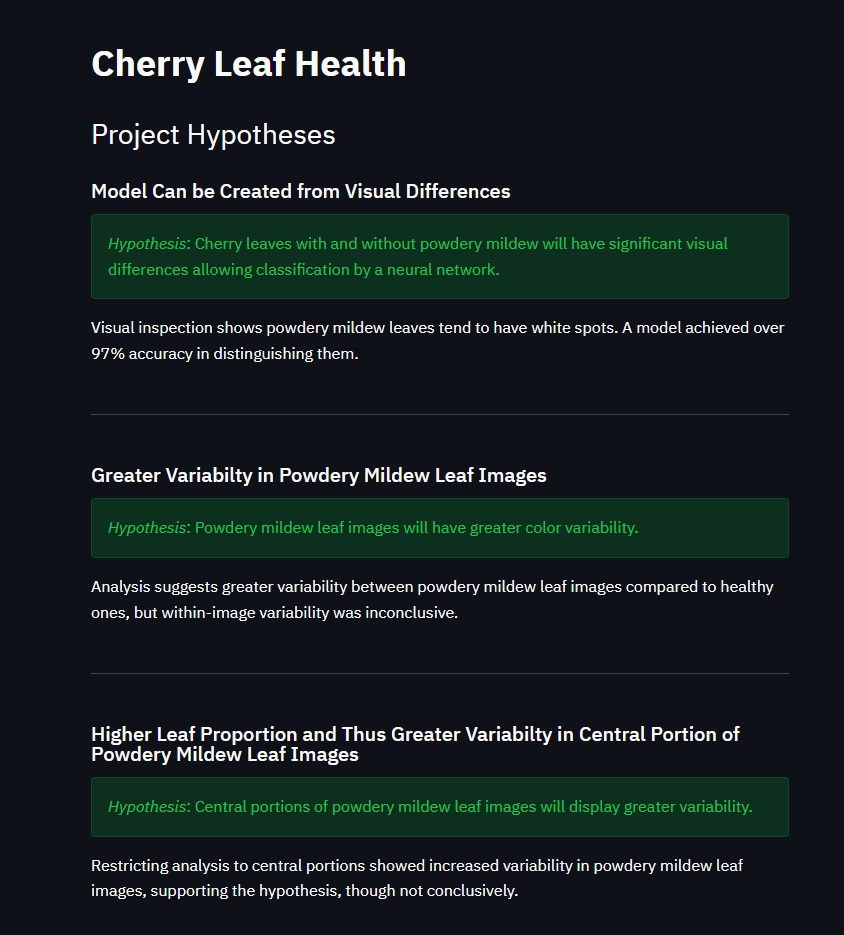 Cherry Leaf Health
Project Hypotheses
Model Can be Created from Visual Differences
Hypothesis: Cherry leaves with and without powdery mildew will have significant visual
differences allowing classification by a neural network.
Visual inspection shows powdery mildew leaves tend to have white spots. A model achieved over
97% accuracy in distinguishing them.
Greater Variabilty in Powdery Mildew Leaf Images
Hypothesis: Powdery mildew leaf images will have greater color variability.
Analysis suggests greater variability between powdery mildew leaf images compared to healthy
ones, but within-image variability was inconclusive.
Higher Leaf Proportion and Thus Greater Variabilty in Central Portion of
Powdery Mildew Leaf Images
Hypothesis: Central portions of powdery mildew leaf images will display greater variability.
Restricting analysis to central portions showed increased variability in powdery mildew leaf
images, supporting the hypothesis, though not conclusively.